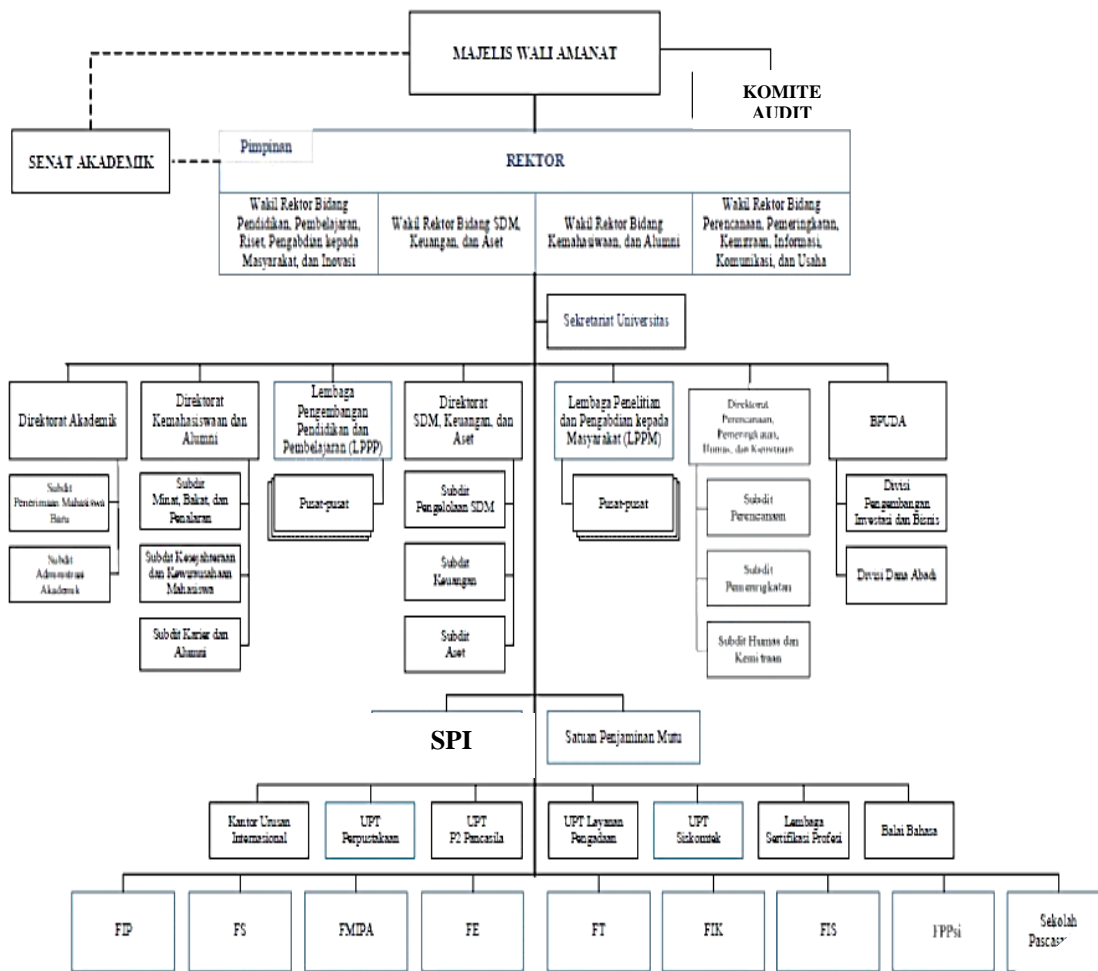 MAJELIS WALI AMANAT
KOMITE
AUDIT
SENAT AKADEMIK
Pimpinan
REKTOR
Wakil Rektor Bidang
Pendidikan, Pembelajaran,
Riset, Pengabdian kepada
Masyarakat, dan Inovasi
Wakil Rektor Bidang SDM,
Keuangan, dan Aset
Wakil Rektor Bidang
Kemahasiswaan, dan Alumni
Wakil Rektor Bidang
Perencanaan, Pemeringkatan,
Kemitraan, Informasi,
Komunikasi, dan Usaha
Sekretariat Universitas
Direktorat Akademik
Direktorat
Kemahasiswaan dan
Alumni
Lembaga
Pengembangan
Pendidikan dan
Pembelajaran (LPPP)
Direktorat
SDM, Keuangan, dan
Aset
Lembaga Penelitian
dan Pengabdian kepada
Masyarakat (LPPM)
Direktorat
Perencanaan,
Pemeringkatan,
Humas, dan Kemitraan
BPUDA
Subdit
Penerimaan Mahasiswa
Baru
Subdit
Minat, Bakat, dan
Penalaran
Pusat-pusat
Subdit
Pengelolaan SDM
Pusat-pusat
Subdit
Perencanaan
Divisi
Pengembangan
Investasi dan Bisnis
Subdit
Administrasi
Akademik
Subdit Kesejahteraan
dan Kewirausahaan
Mahasiswa
Subdit
Keuangan
Subdit
Pemeringkatan
Divisi Dana Abadi
Subdit Karier dan
Alumni
Subdit
Aset
Subdit Humas dan
Kemitraan
SPI
Satuan Penjaminan Mutu
Kantor Urusan
Internasional
UPT
Perpustakaan
UPT
P2 Pancasila
UPT Layanan
Pengadaan
UPT
Siskomtek
Lembaga
Sertifikasi Profesi
Balai Bahasa
FIP
FS
FMIPA
FE
FT
FIK
FIS
FPPsi
Sekolah